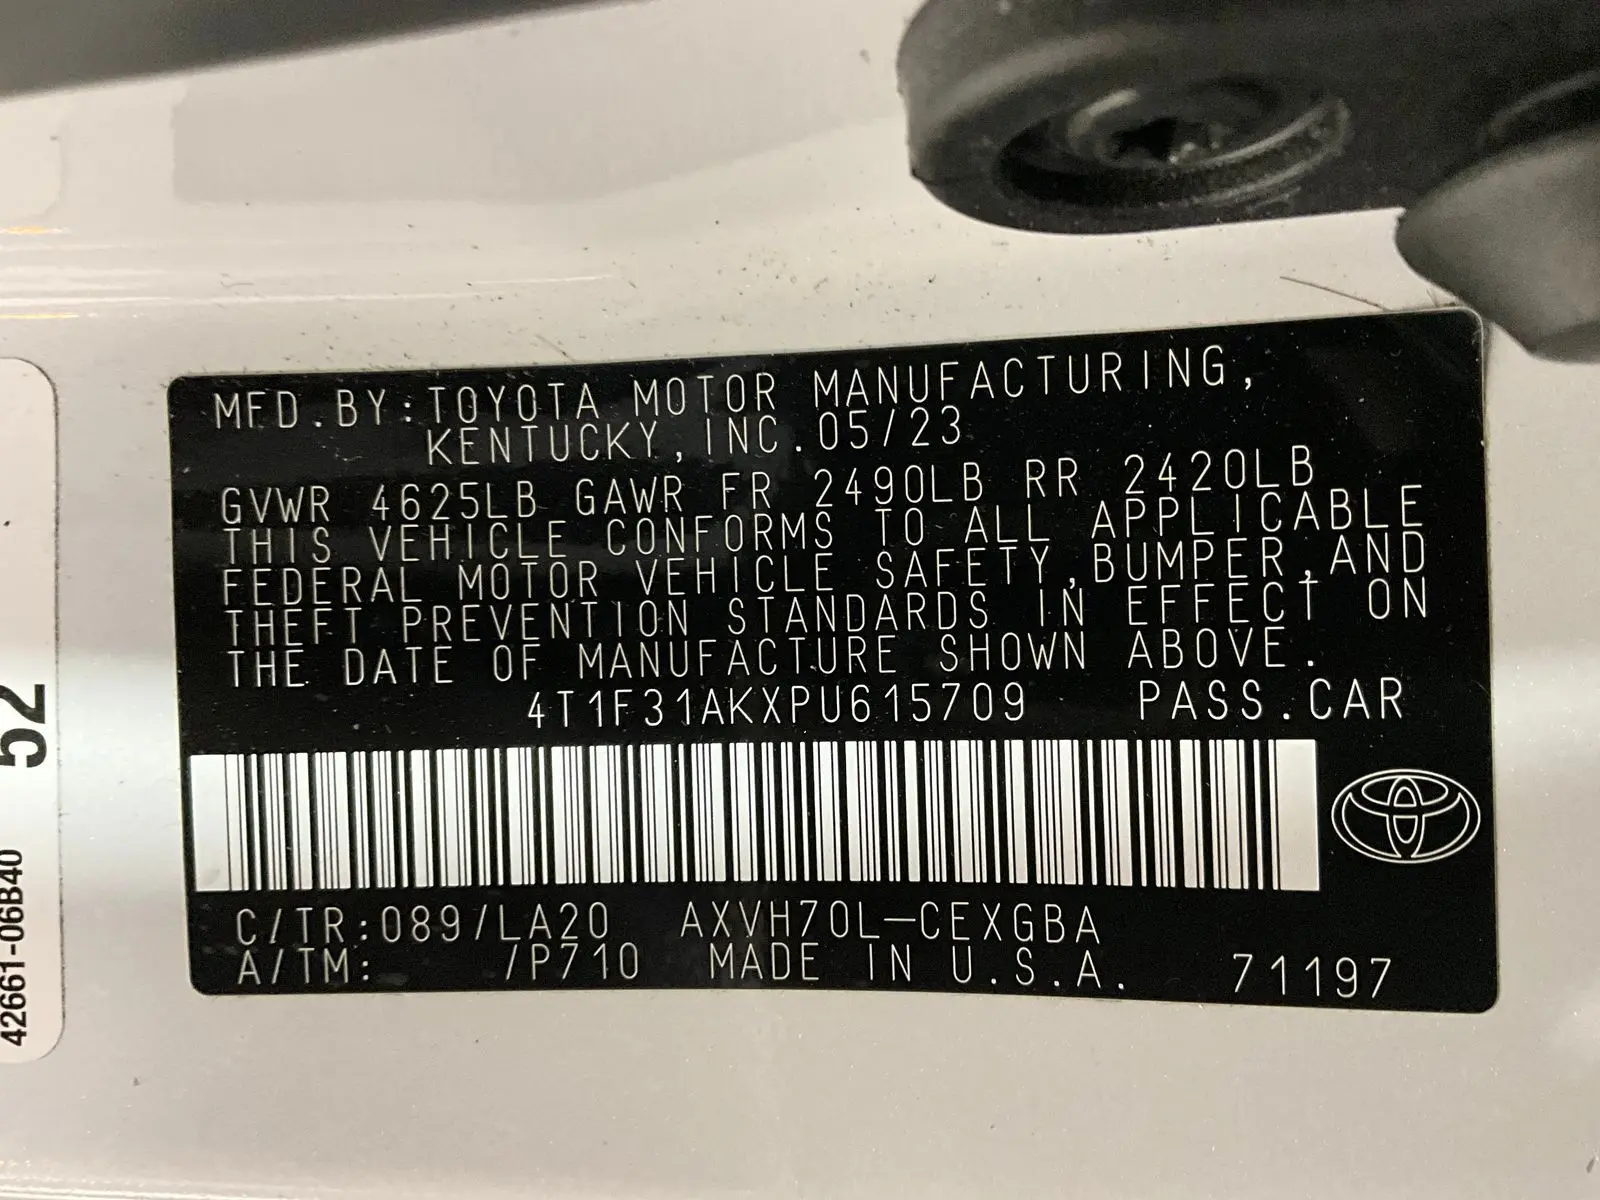 MFD.BY:TOYOTA MOTOR MANUFACTURING,
KENTUCKY,INC.05/23
GVWR 4625LB GAWR FR 2490LB RR 2420LB
THIS VEHICLE CONFORMS TO ALL APPLICABLE
FEDERAL MOTOR VEHICLE SAFETY,BUMPER,AND
THEFT PREVENTION STANDARDS IN EFFECT ON
THE DATE OF MANUFACTURE SHOWN ABOVE.
4T1F31AKXPU615709 PASS.CAR
C/TR:089/LA20 AXVH70L-CEXGBA
A/TM: /P710 MADE IN U.S.A. 71197
52
42661-06B40